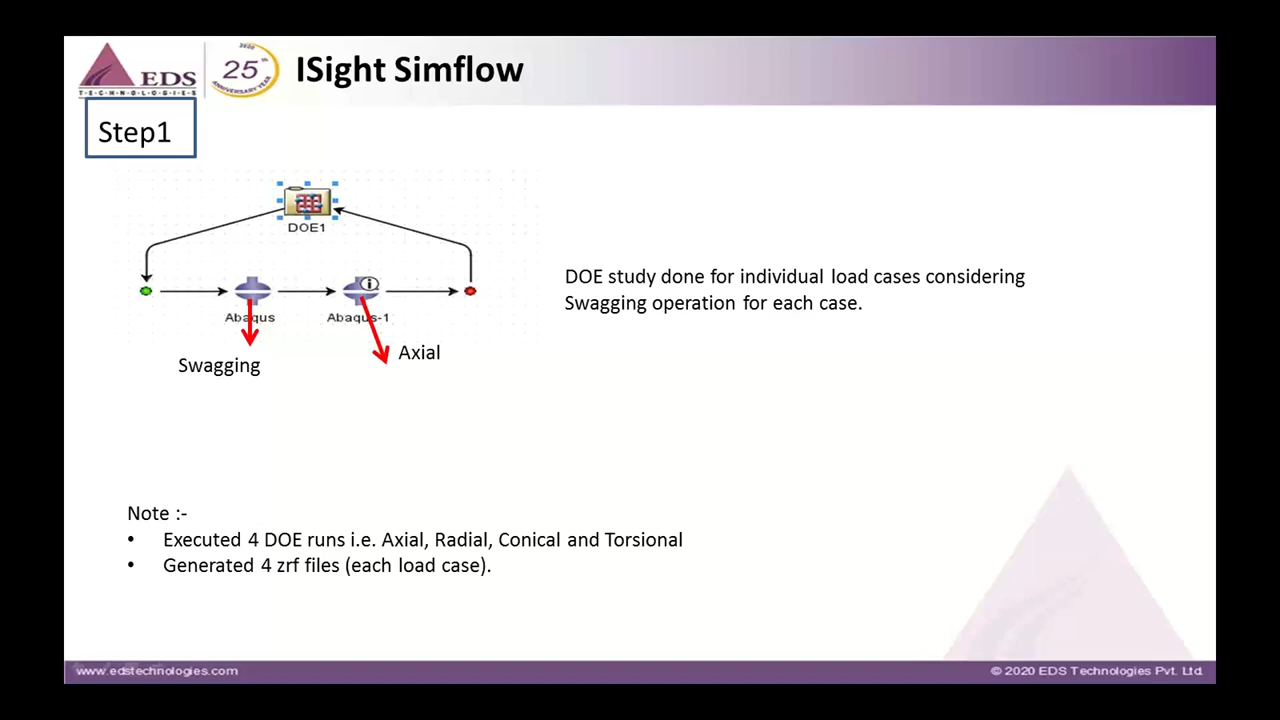 EDS
TECHNOLOGIES
2020
25th
ANNIVERSARY YEAR
ISight Simflow
Step1
DOE1
Abaqus
Abaqus-1
Swagging
Axial
DOE study done for individual load cases considering
Swagging operation for each case.
Note :-
• Executed 4 DOE runs i.e. Axial, Radial, Conical and Torsional
• Generated 4 zrf files (each load case).
www.edstechnologies.com
© 2020 EDS Technologies Pvt. Ltd.